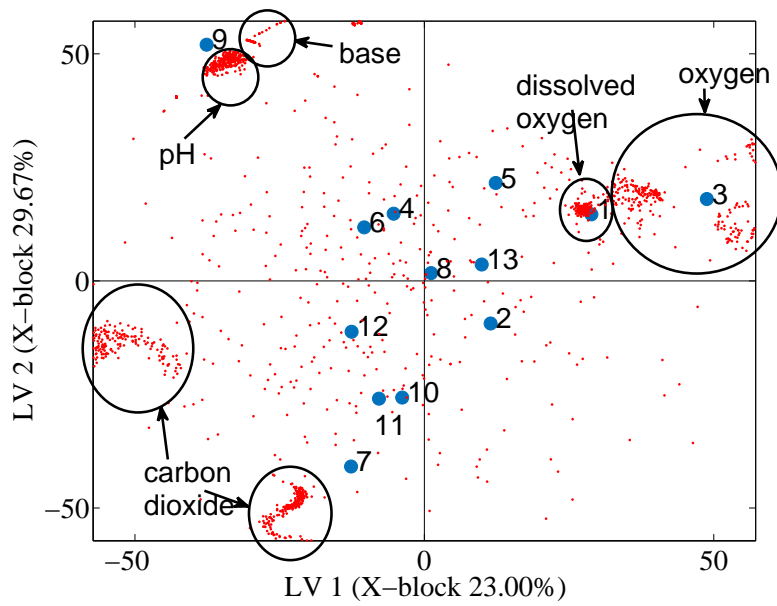 9
base
50
pH
dissolved
oxygen
oxygen
5
4
6
1
3
0
8
13
12
2
10
11
carbon
dioxide
7
−50
−50
0
50
LV 1 (X−block 23.00%)
LV 2 (X−block 29.67%)